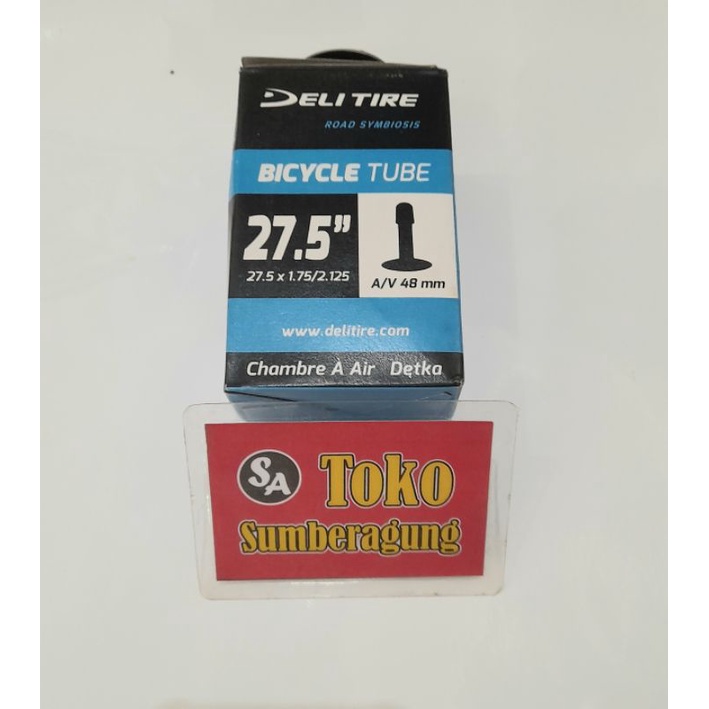 DELI TIRE
ROAD SYMBIOSIS
BICYCLE TUBE
27.5”
27.5 x 1.75/2.125
A/V 48 mm
www.delitire.com
Chambre À Air Dętka
SA Toko
Sumberagung